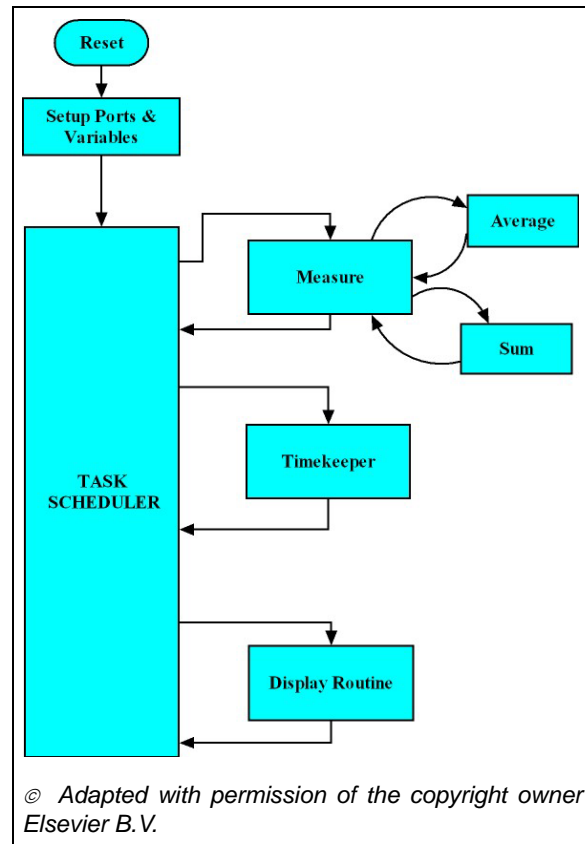 Reset
Setup Ports &
Variables
Average
Measure
Sum
Timekeeper
TASK
SCHEDULER
Display Routine
© Adapted with permission of the copyright owner
Elsevier B.V.